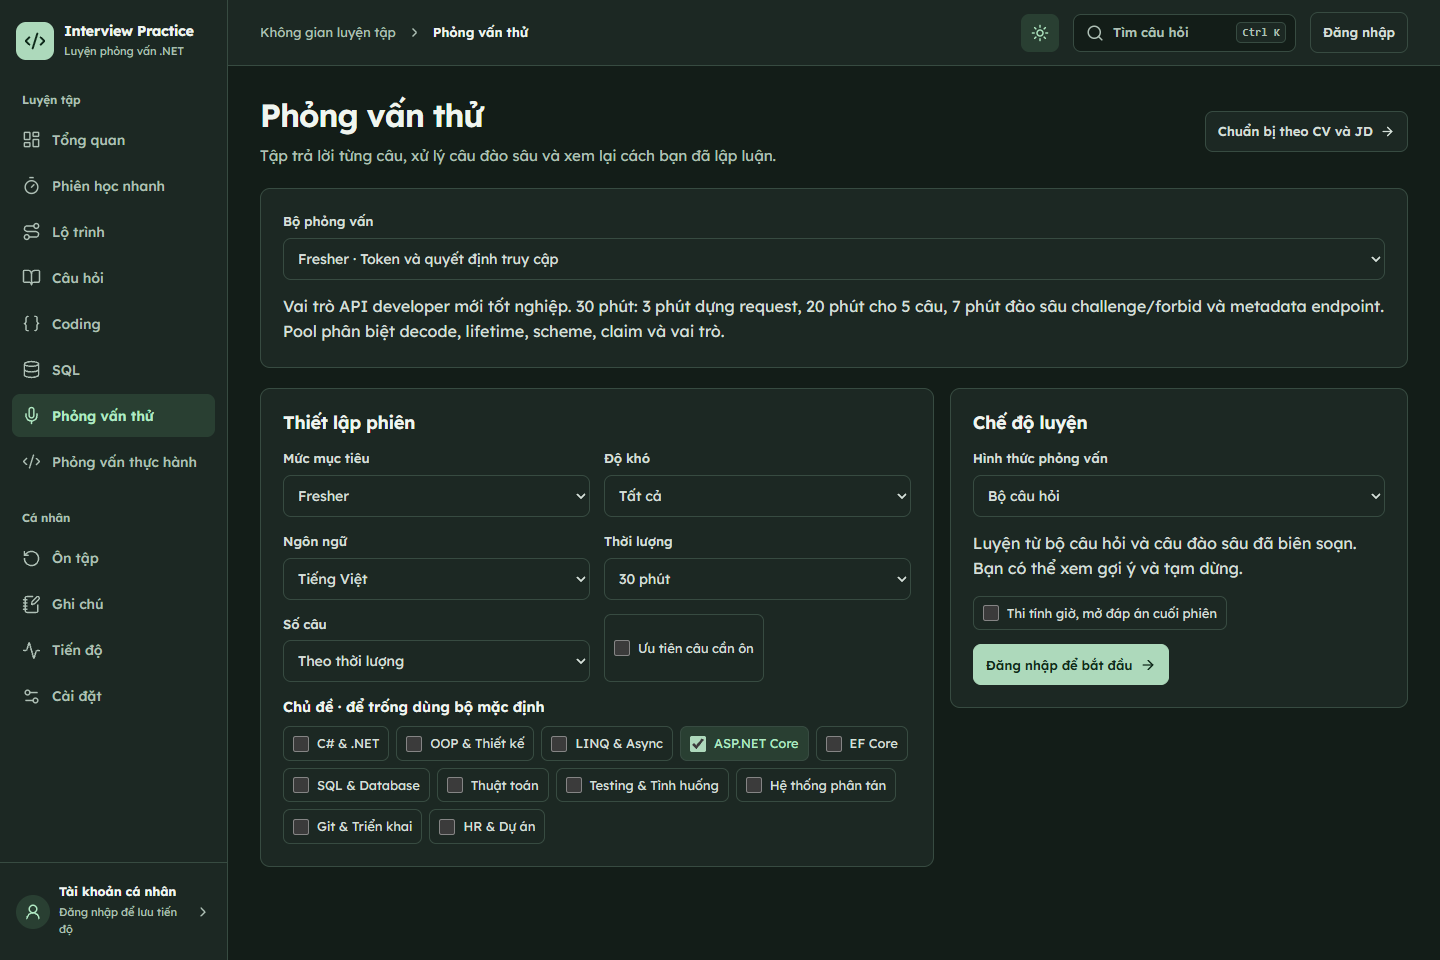 Interview Practice
Luyện phỏng vấn .NET
Luyện tập
Tổng quan
Phiên học nhanh
Lộ trình
Câu hỏi
Coding
SQL
Phỏng vấn thử
Phỏng vấn thực hành
Cá nhân
Ôn tập
Ghi chú
Tiến độ
Cài đặt
Tài khoản cá nhân
Đăng nhập để lưu tiến
độ
Không gian luyện tập > Phỏng vấn thử
Tìm câu hỏi Ctrl K
Đăng nhập
Phỏng vấn thử
Tập trả lời từng câu, xử lý câu đào sâu và xem lại cách bạn đã lập luận.
Chuẩn bị theo CV và JD →
Bộ phỏng vấn
Fresher · Token và quyết định truy cập
Vai trò API developer mới tốt nghiệp. 30 phút: 3 phút dựng request, 20 phút cho 5 câu, 7 phút đào sâu challenge/forbid và metadata endpoint.
Pool phân biệt decode, lifetime, scheme, claim và vai trò.
Thiết lập phiên
Mức mục tiêu
Fresher
Độ khó
Tất cả
Ngôn ngữ
Tiếng Việt
Thời lượng
30 phút
Số câu
Theo thời lượng
Ưu tiên câu cần ôn
Chủ đề · để trống dùng bộ mặc định
C# & .NET
OOP & Thiết kế
LINQ & Async
ASP.NET Core
EF Core
SQL & Database
Thuật toán
Testing & Tình huống
Hệ thống phân tán
Git & Triển khai
HR & Dự án
Chế độ luyện
Hình thức phỏng vấn
Bộ câu hỏi
Luyện từ bộ câu hỏi và câu đào sâu đã biên soạn.
Bạn có thể xem gợi ý và tạm dừng.
Thi tính giờ, mở đáp án cuối phiên
Đăng nhập để bắt đầu →